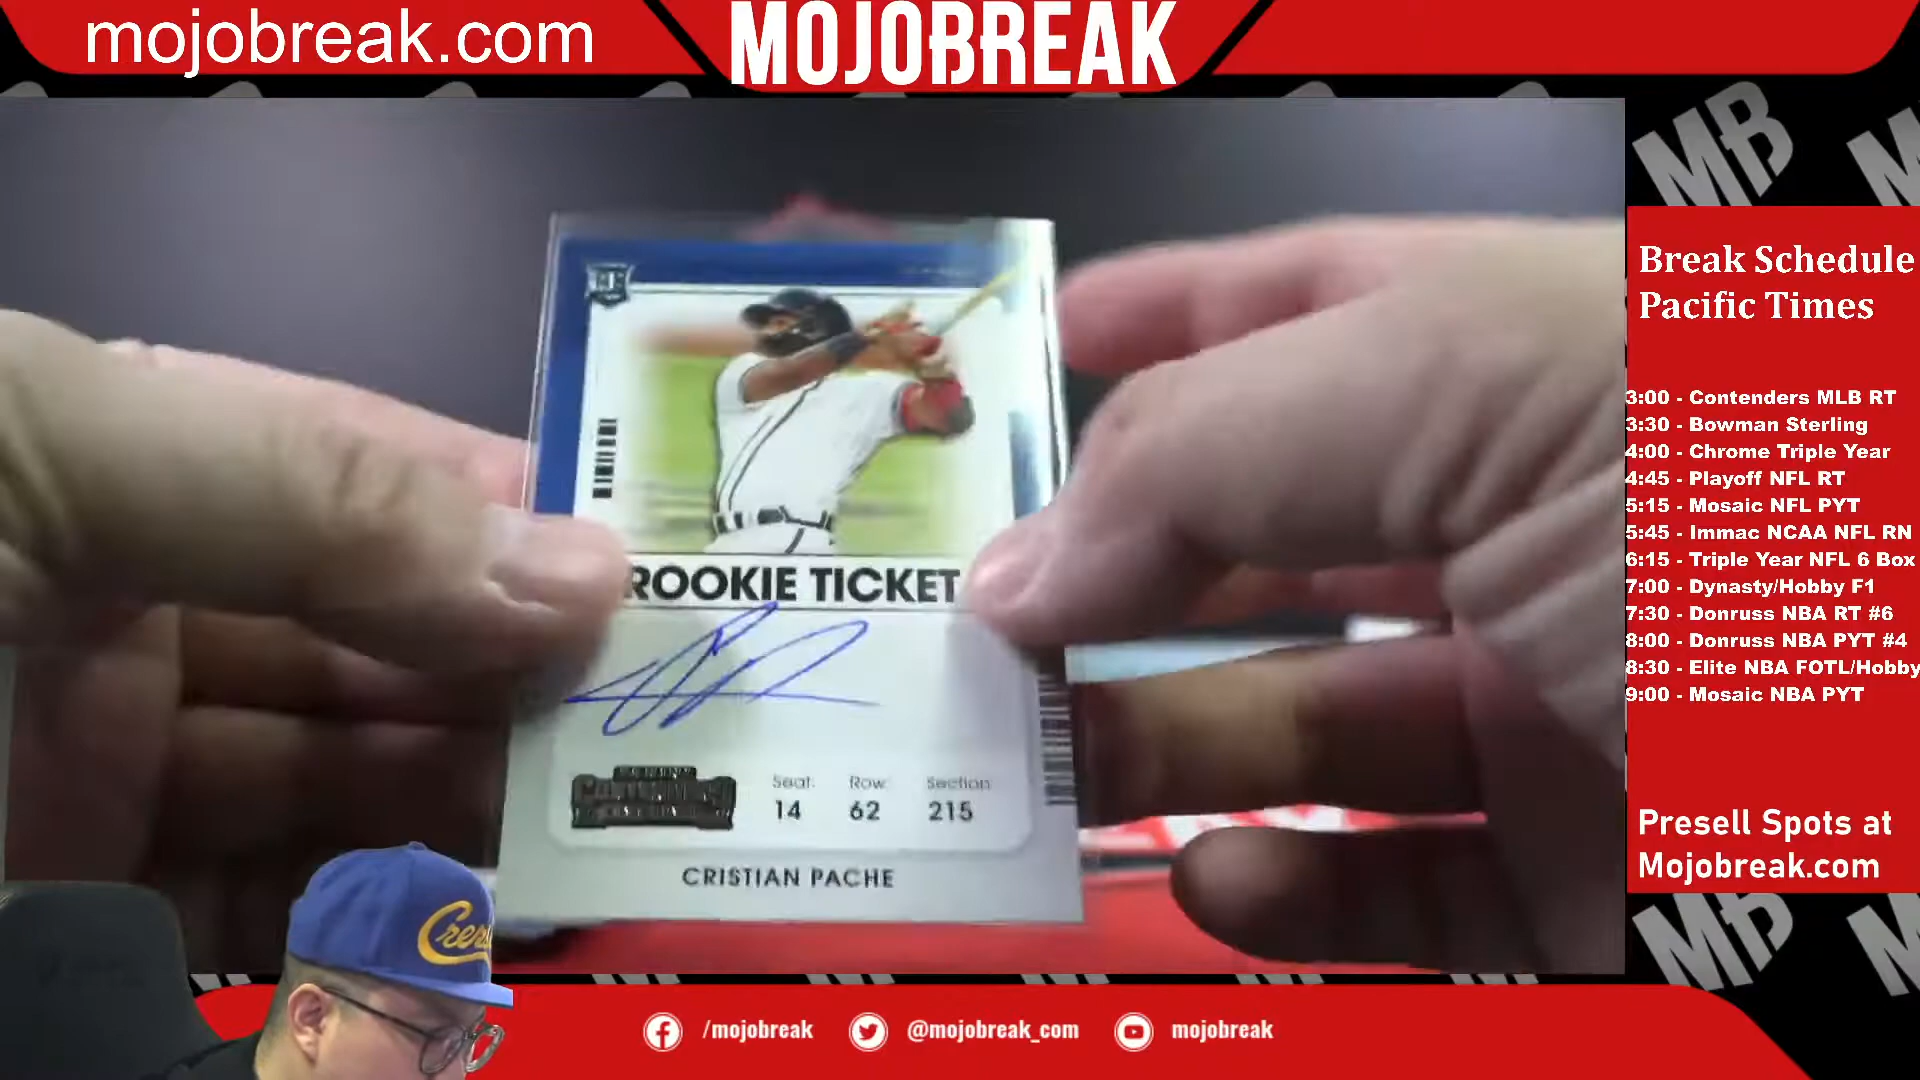 mojobreak.com
MOJOBREAK
MB
Break Schedule
Pacific Times
3:00 - Contenders MLB RT
3:30 - Bowman Sterling
4:00 - Chrome Triple Year
4:45 - Playoff NFL RT
5:15 - Mosaic NFL PYT
5:45 - Immac NCAA NFL RN
6:15 - Triple Year NFL 6 Box
7:00 - Dynasty/Hobby F1
7:30 - Donruss NBA RT #6
8:00 - Donruss NBA PYT #4
8:30 - Elite NBA FOTL/Hobby
9:00 - Mosaic NBA PYT
Presell Spots at
Mojobreak.com
MB
ROOKIE TICKET
CONTENDERS
Seat: Row: Section:
14 62 215
CRISTIAN PACHE
/mojobreak @mojobreak_com mojobreak